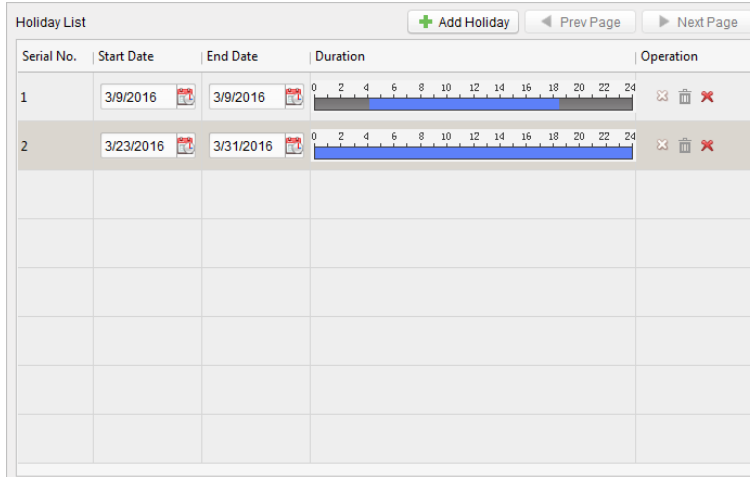 Holiday List Add Holiday Prev Page Next Page
Serial No. Start Date End Date Duration Operation
0 2 4 6 8 10 12 14 16 18 20 22 24
1 3/9/2016 3/9/2016
0 2 4 6 8 10 12 14 16 18 20 22 24
2 3/23/2016 3/31/2016